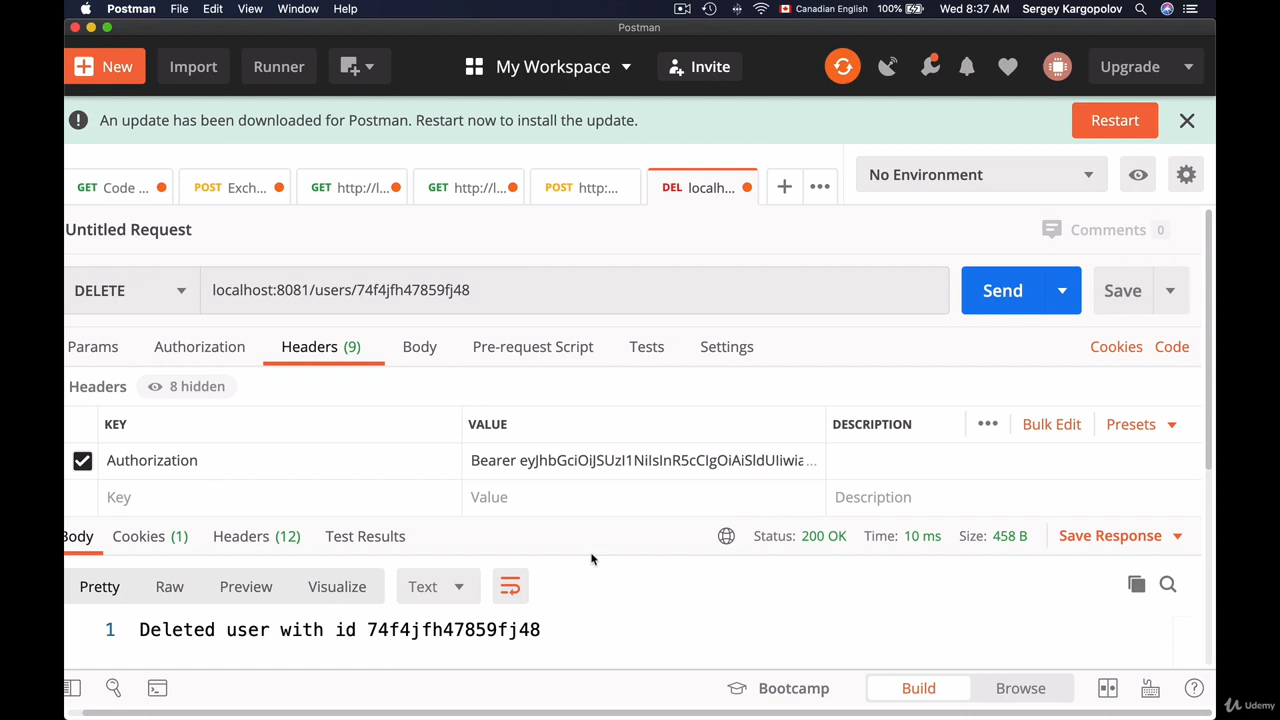 Postman File Edit View Window Help Canadian English 100% Wed 8:37 AM Sergey Kargopolov
Postman
New Import Runner My Workspace Invite Upgrade
An update has been downloaded for Postman. Restart now to install the update. Restart
GET Code ... POST Exch... GET http://l... GET http://l... POST http:... DEL localh... No Environment
Untitled Request Comments 0
DELETE localhost:8081/users/74f4jfh47859fj48 Send Save
Params Authorization Headers (9) Body Pre-request Script Tests Settings Cookies Code
Headers 8 hidden
KEY VALUE DESCRIPTION Bulk Edit Presets
Authorization Bearer eyJhbGciOiJSUzI1NiIsInR5cCIgOiAiSldUIiwia ...
Key Value Description
Body Cookies (1) Headers (12) Test Results Status: 200 OK Time: 10 ms Size: 458 B Save Response
Pretty Raw Preview Visualize Text
1 Deleted user with id 74f4jfh47859fj48
Bootcamp Build Browse
Udemy